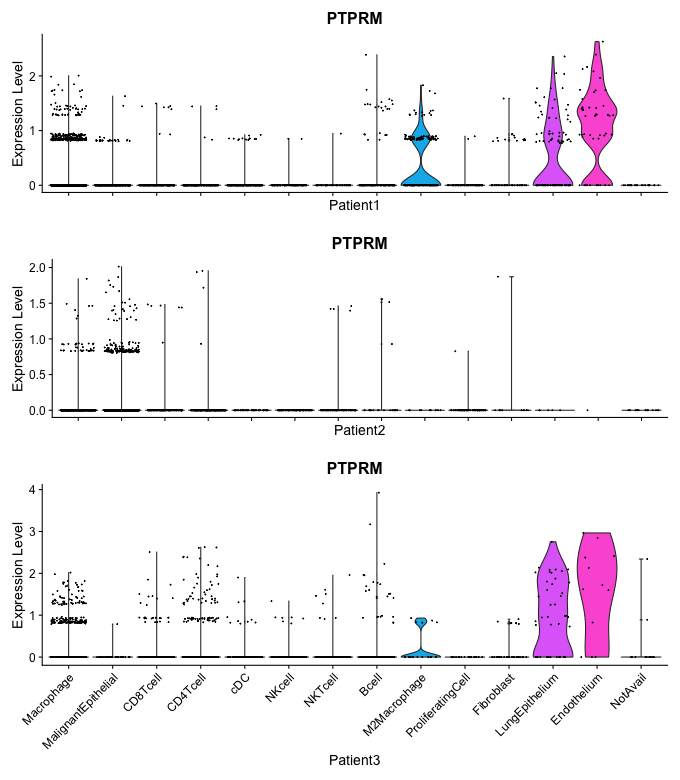 PTPRM
Expression Level
2
1
0
Patient1
PTPRM
Expression Level
2.0
1.5
1.0
0.5
0.0
Patient2
PTPRM
Expression Level
4
3
2
1
0
Macrophage
MalignantEpithelial
CD8Tcell
CD4Tcell
cDC
NKcell
NKTcell
Bcell
M2Macrophage
ProliferatingCell
Fibroblast
LungEpithelium
Endothelium
NotAvail
Patient3